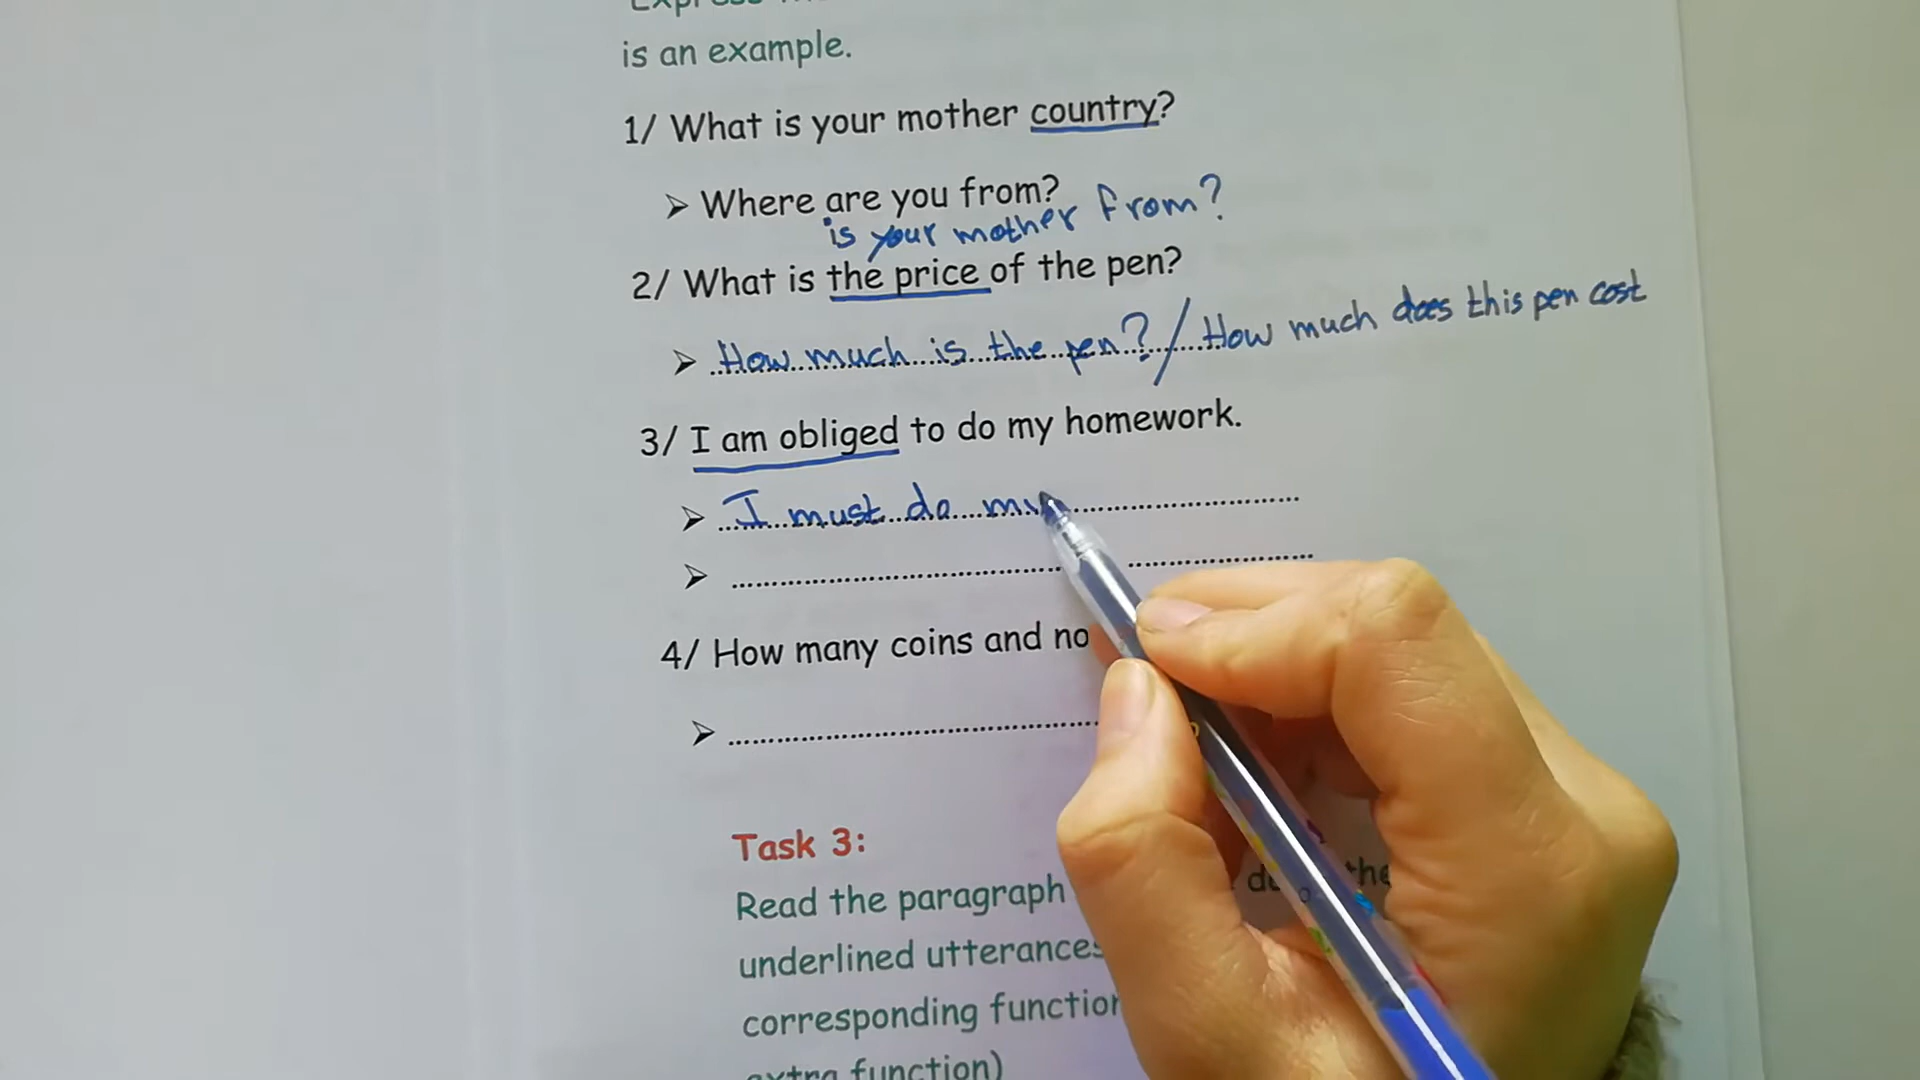 is an example.
1/ What is your mother country?
➤ Where are you from?
is your mother from?
2/ What is the price of the pen?
➤ How much is the pen? / How much does this pen cost
3/ I am obliged to do my homework.
➤ I must do my
➤
4/ How many coins and no
➤
Task 3:
Read the paragraph the
underlined utterances
corresponding function
extra function)